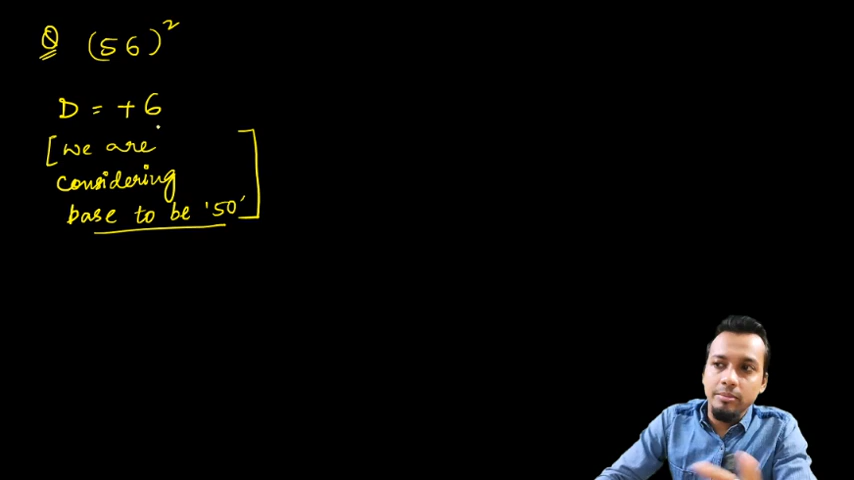 Q (56)²
D = +6
[we are
considering
base to be '50']